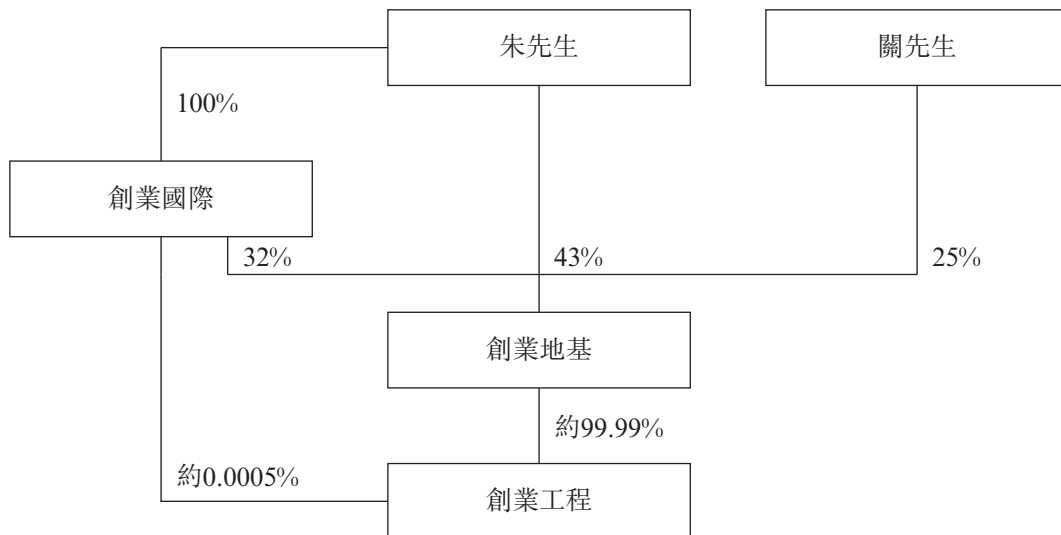 朱先生
關先生
100%
創業國際
32%
43%
25%
創業地基
約99.99%
約0.0005%
創業工程